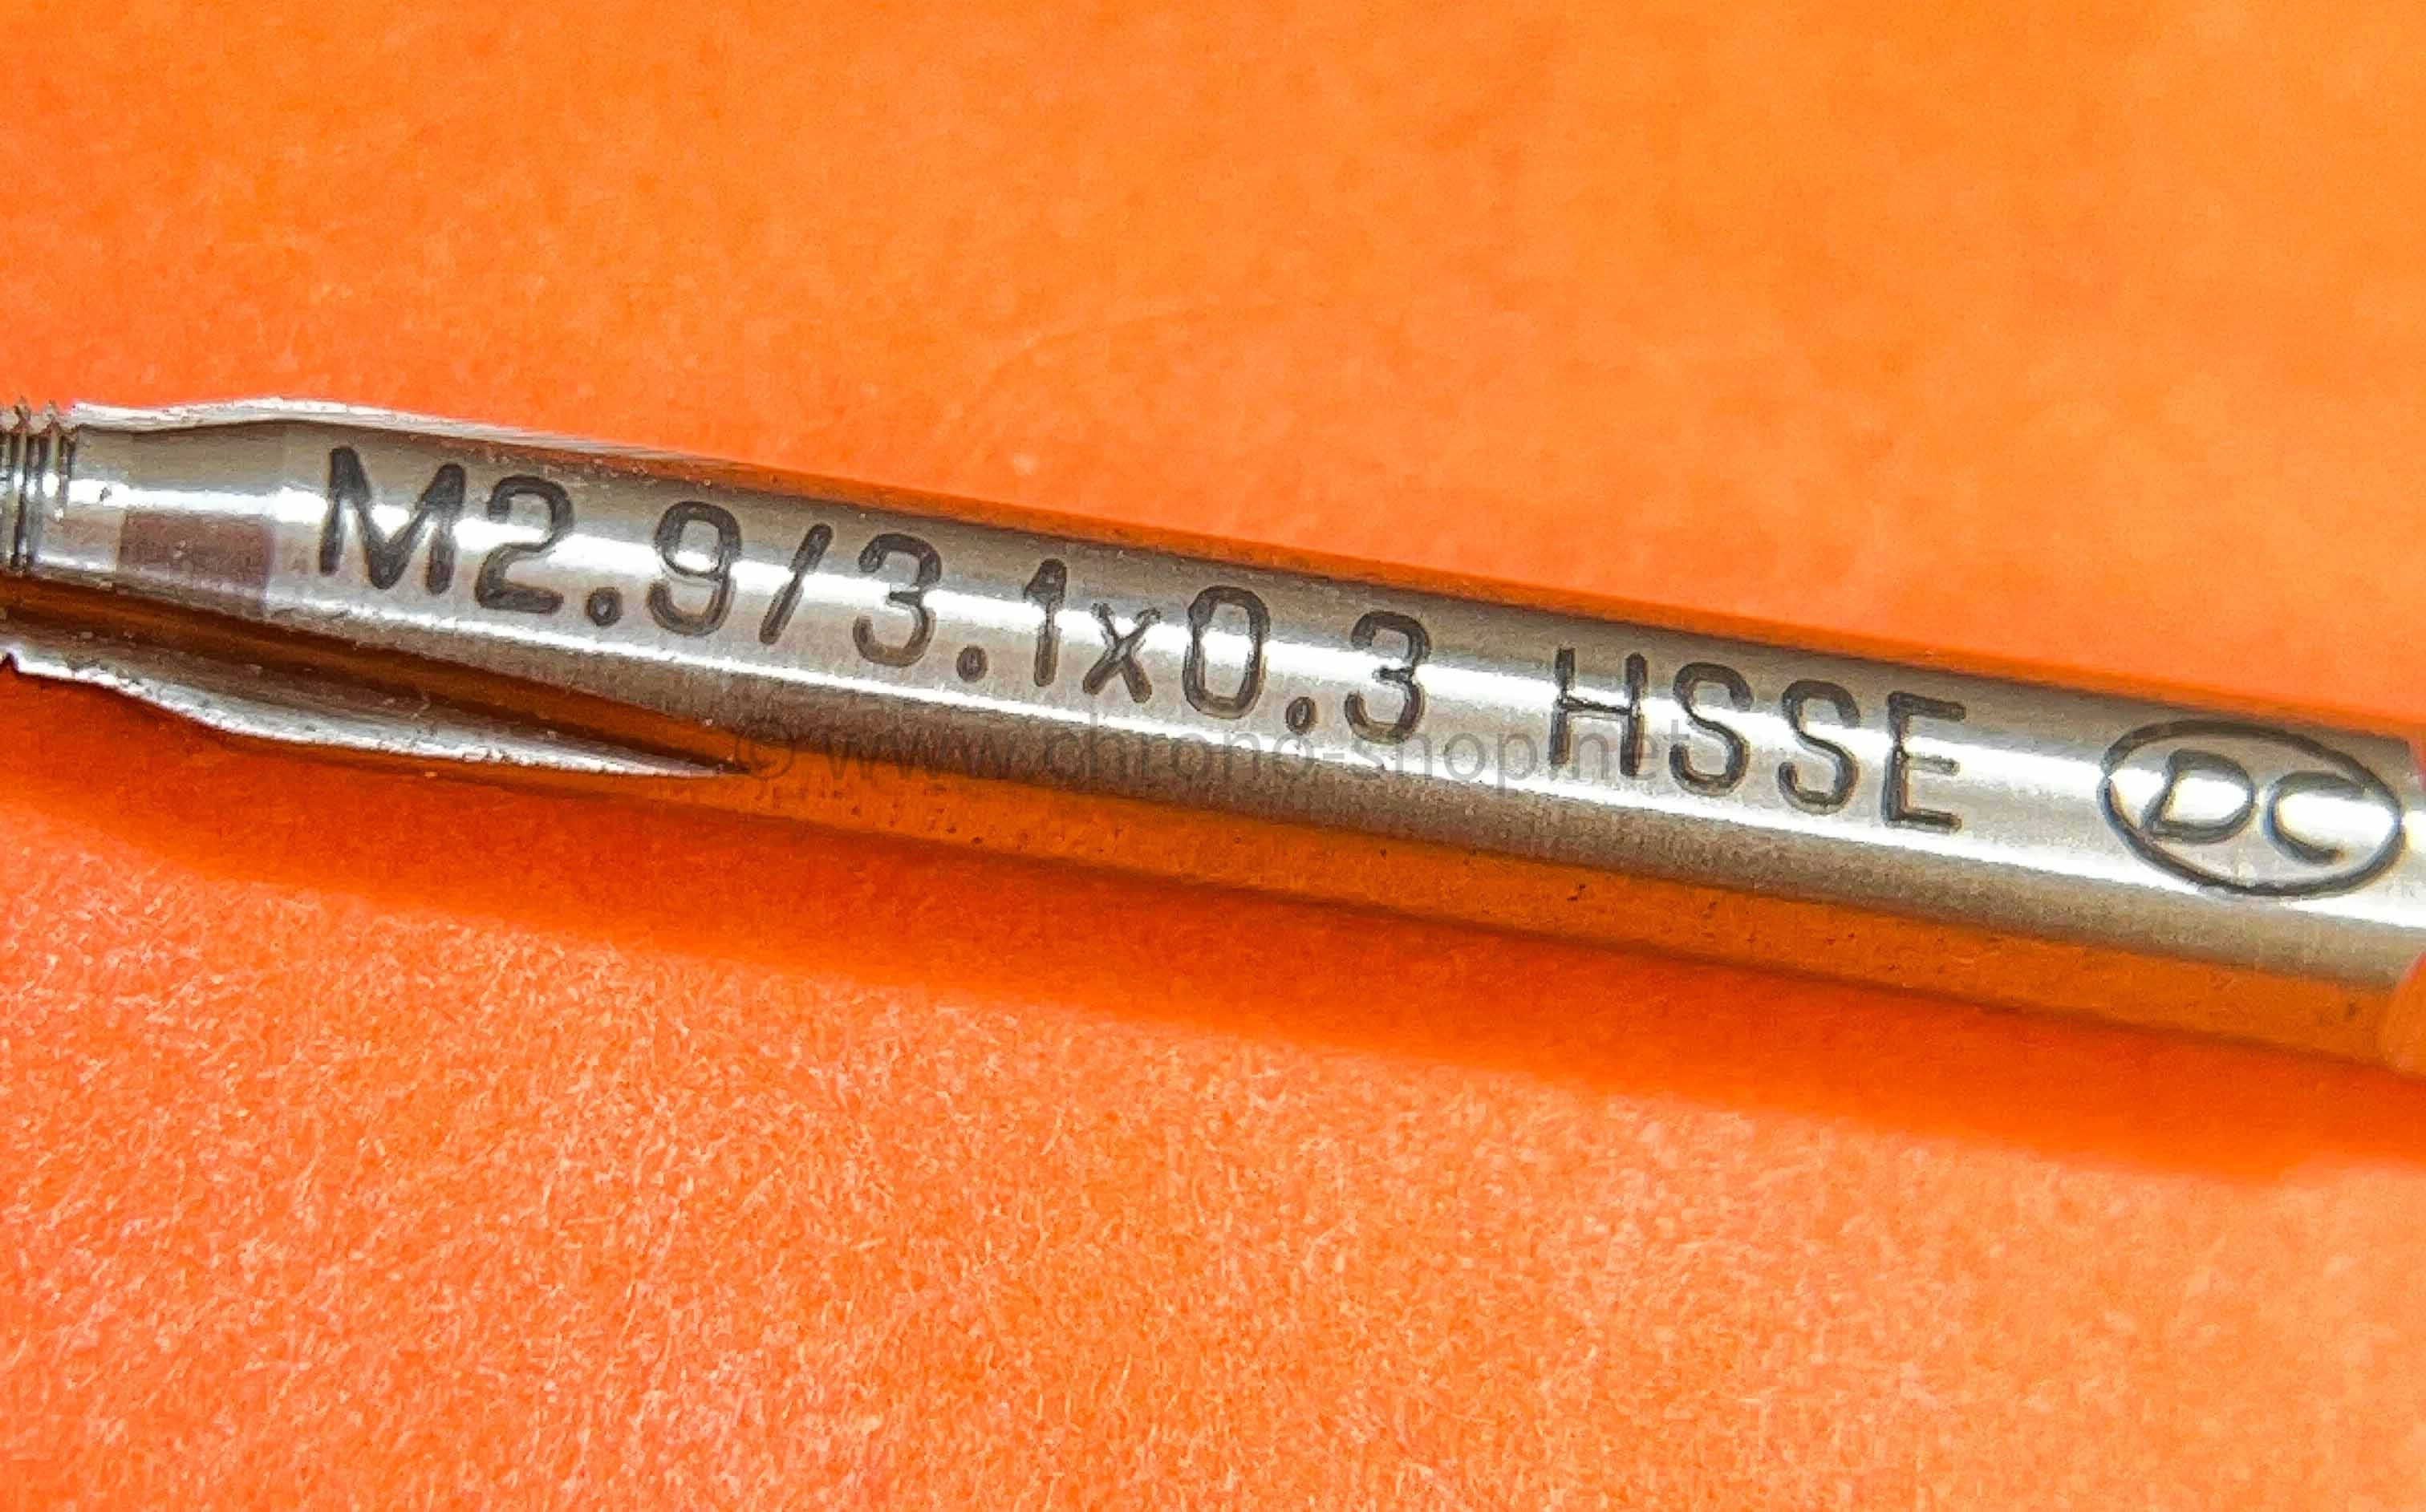 M2.9/3.1x0.3 HSSE DC
© www.chrono-shop.net